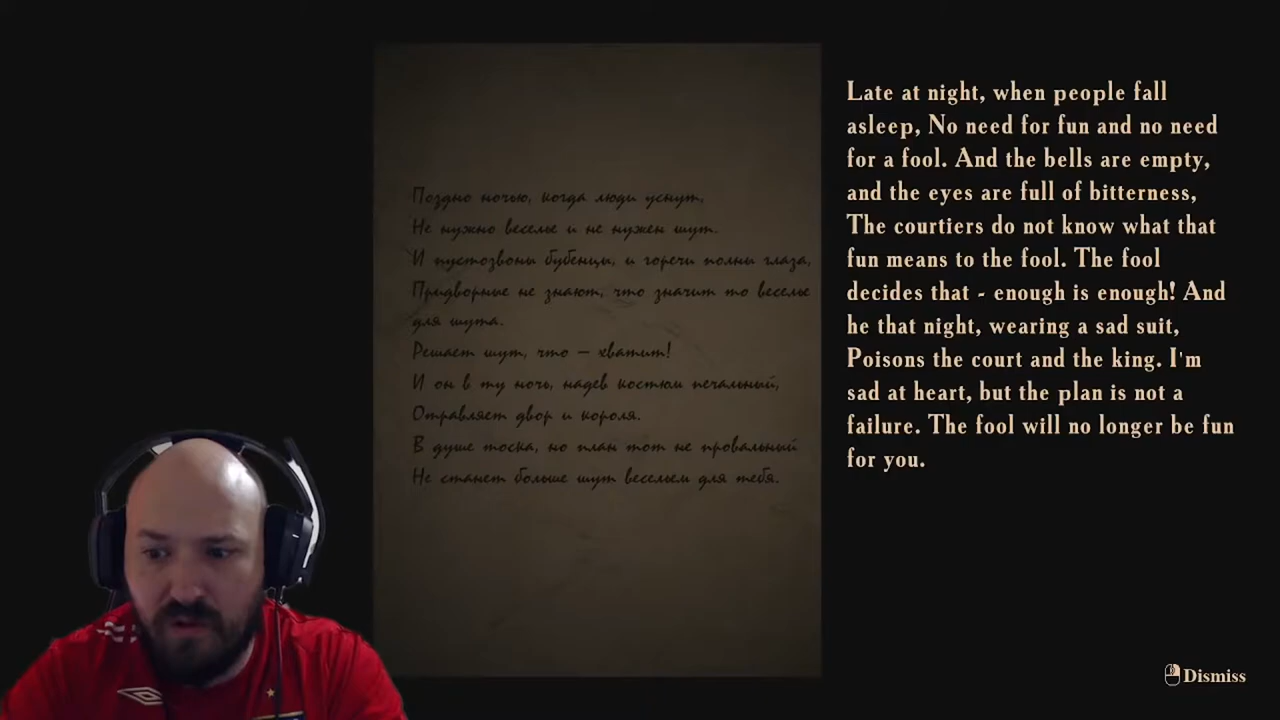 Поздно ночью, когда люди уснут,
Не нужно веселье и не нужен шут.
И пустозвоны бубенцы, и горечи полны глаза,
Придворные не знают, что значит то веселье
для шута.
Решает шут, что – хватит!
И он в ту ночь, надев костюм печальный,
Отравляет двор и короля.
В душе тоска, но план тот не провальный
Не станет больше шут весельем для тебя.
Late at night, when people fall
asleep, No need for fun and no need
for a fool. And the bells are empty,
and the eyes are full of bitterness,
The courtiers do not know what that
fun means to the fool. The fool
decides that - enough is enough! And
he that night, wearing a sad suit,
Poisons the court and the king. I'm
sad at heart, but the plan is not a
failure. The fool will no longer be fun
for you.
Dismiss